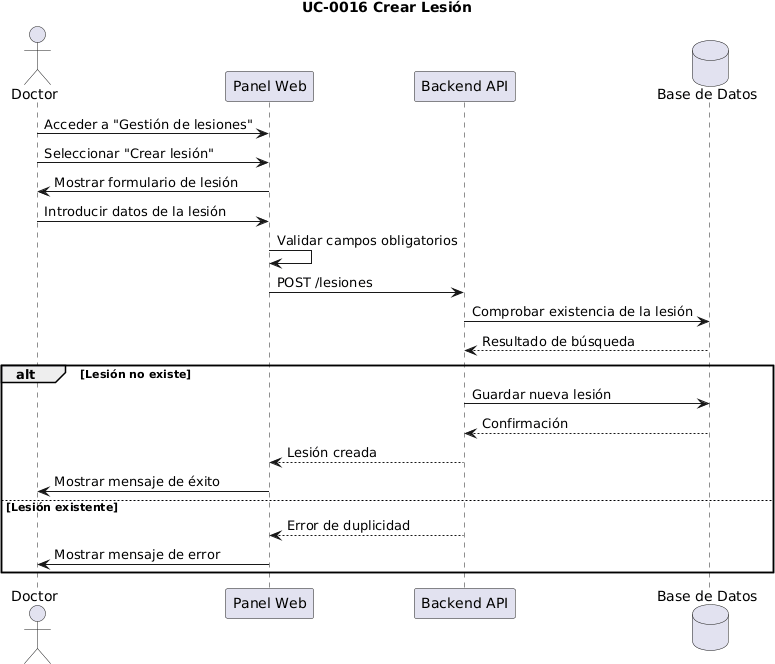 UC-0016 Crear Lesión
Doctor
Panel Web
Backend API
Base de Datos
Acceder a "Gestión de lesiones"
Seleccionar "Crear lesión"
Mostrar formulario de lesión
Introducir datos de la lesión
Validar campos obligatorios
POST /lesiones
Comprobar existencia de la lesión
Resultado de búsqueda
alt [Lesión no existe]
Guardar nueva lesión
Confirmación
Lesión creada
Mostrar mensaje de éxito
[Lesión existente]
Error de duplicidad
Mostrar mensaje de error
Doctor
Panel Web
Backend API
Base de Datos